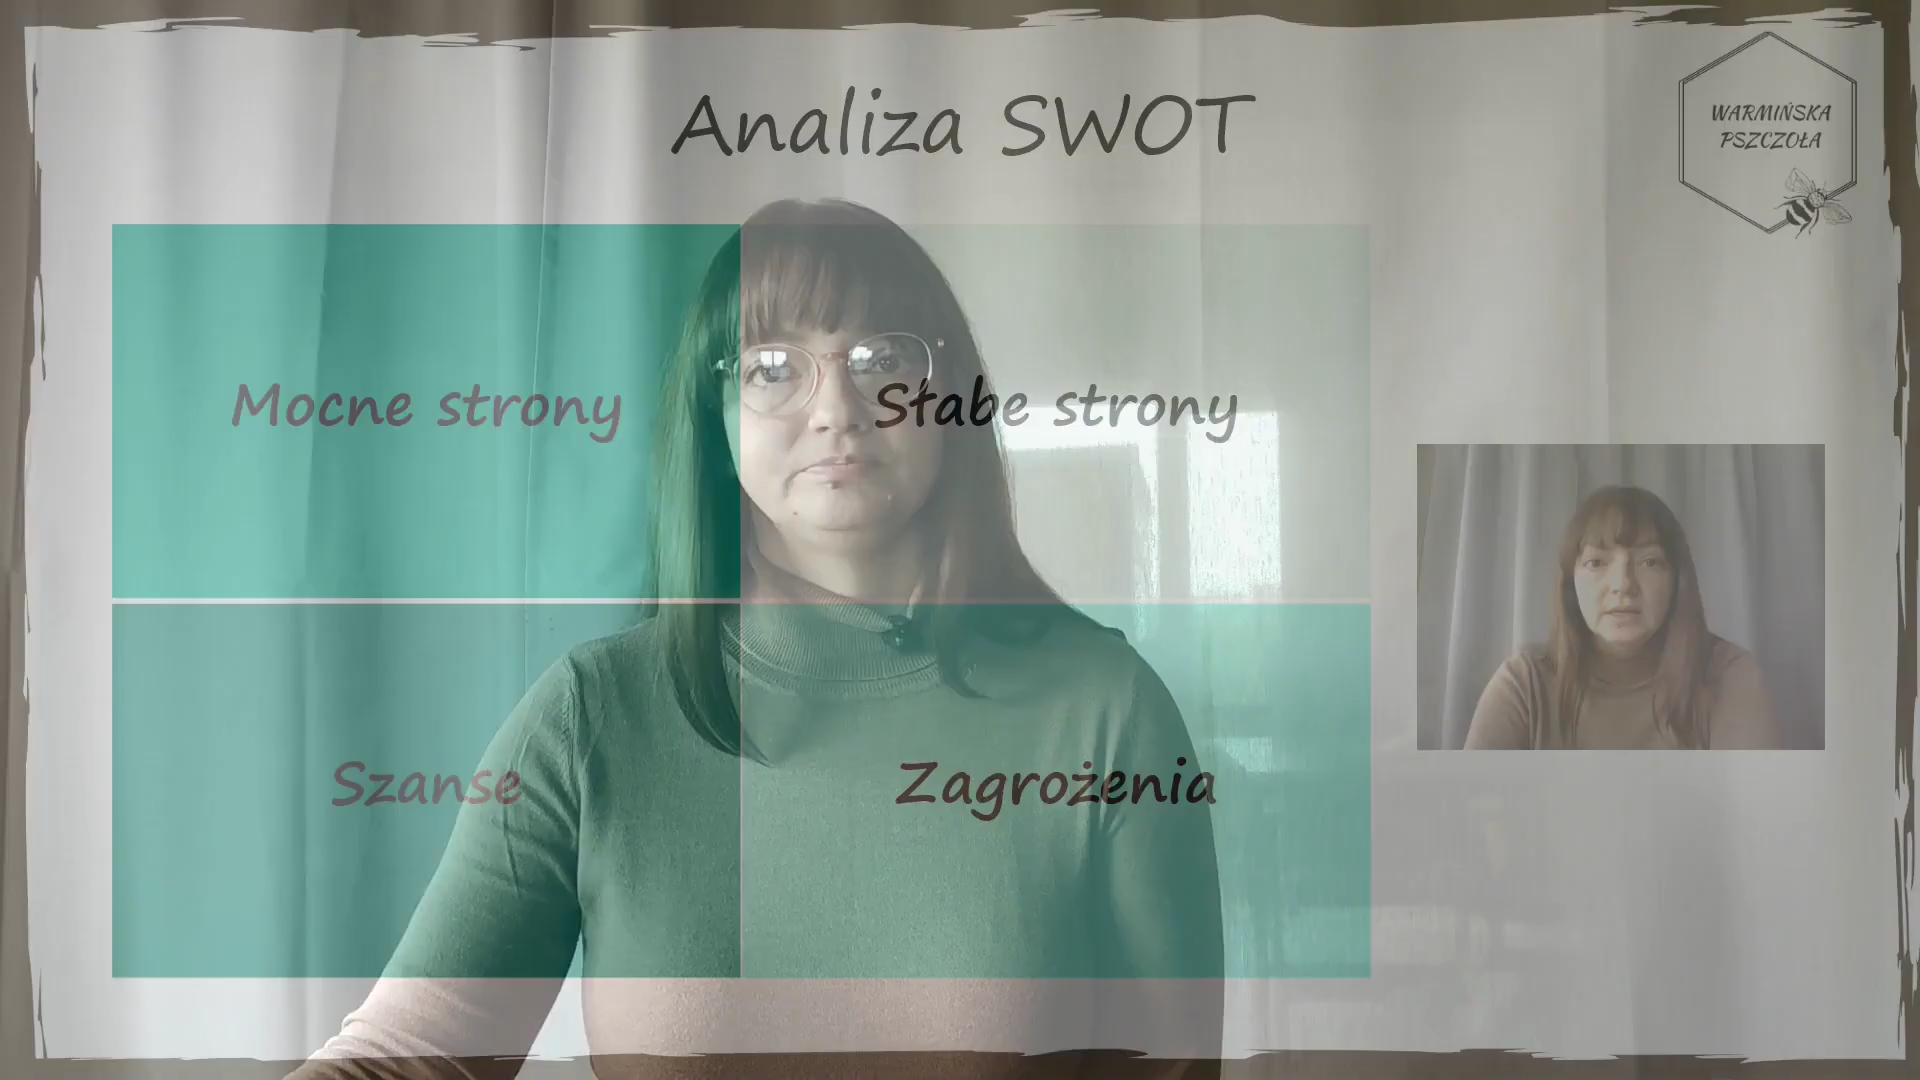 Analiza SWOT
WARMIŃSKA
PSZCZOŁA
Mocne strony
Słabe strony
Szanse
Zagrożenia